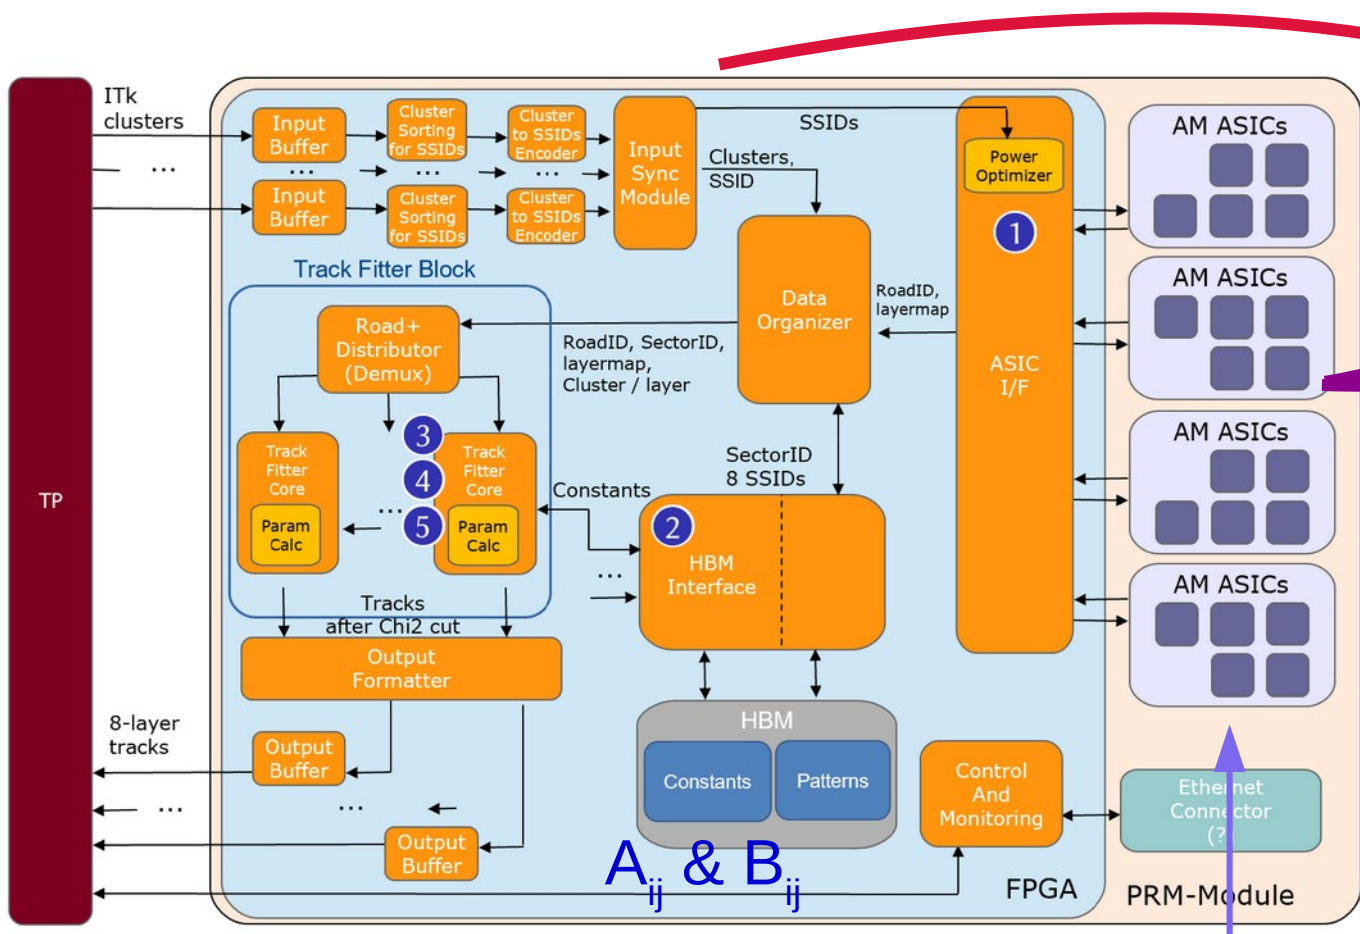 ITk
clusters
Input
Buffer
Cluster
Sorting
for SSIDs
Cluster
to SSIDs
Encoder
...
...
...
...
Input
Buffer
Cluster
Sorting
for SSIDs
Cluster
to SSIDs
Encoder
Input
Sync
Module
SSIDs
Clusters,
SSID
Power
Optimizer
1
ASIC
I/F
AM ASICs
AM ASICs
AM ASICs
AM ASICs
Data
Organizer
RoadID,
layermap
Track Fitter Block
Road+
Distributor
(Demux)
RoadID, SectorID,
layermap,
Cluster / layer
3
4
5
Track
Fitter
Core
Param
Calc
...
Track
Fitter
Core
Param
Calc
Constants
...
SectorID
8 SSIDs
2
HBM
Interface
TP
Tracks
after Chi2 cut
Output
Formatter
8-layer
tracks
Output
Buffer
...
...
Output
Buffer
HBM
Constants
Patterns
Aij & Bij
Control
And
Monitoring
Ethernet
Connector
(?)
FPGA
PRM-Module